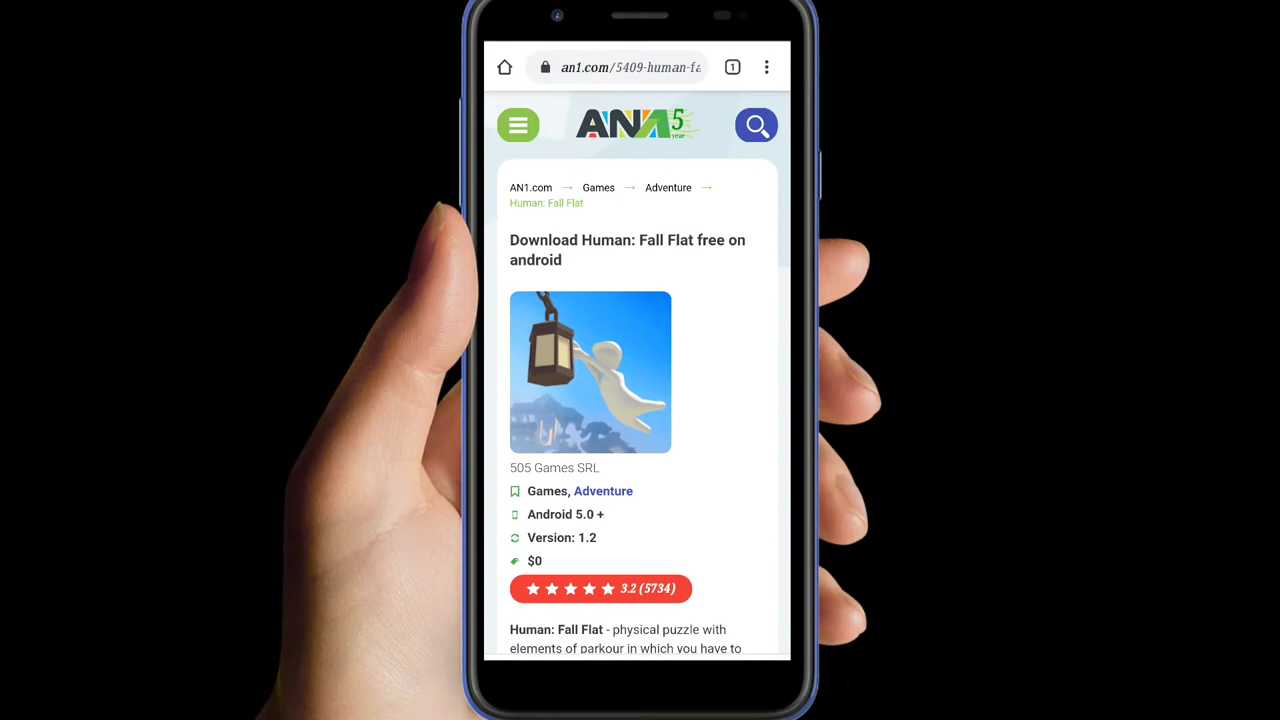 an1.com/5409-human-fa
1
AN1 5
year
AN1.com → Games → Adventure →
Human: Fall Flat
Download Human: Fall Flat free on
android
505 Games SRL
Games, Adventure
Android 5.0 +
Version: 1.2
$0
3.2 (5734)
Human: Fall Flat - physical puzzle with
elements of parkour in which you have to